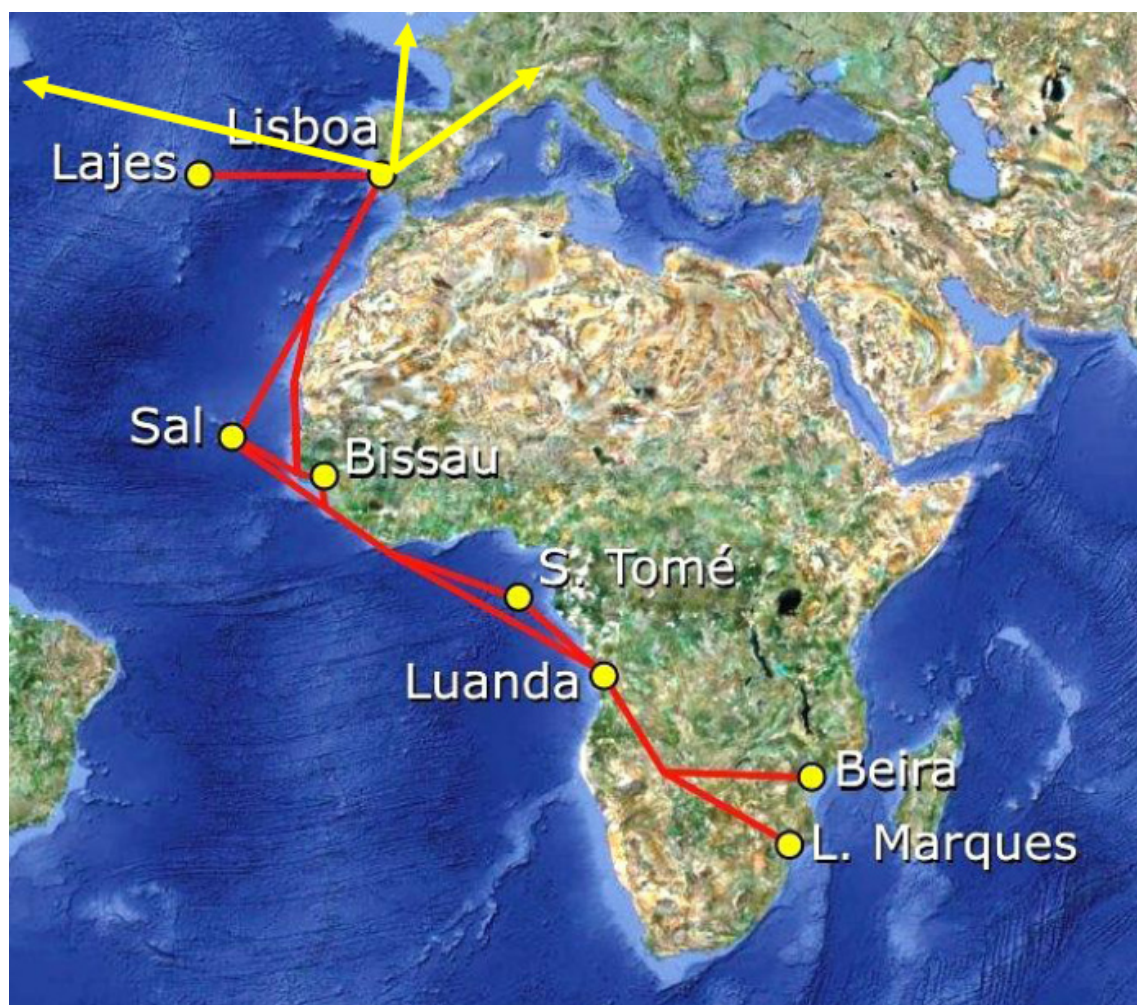 Lisboa
Lajes
Sal
Bissau
S. Tomé
Luanda
Beira
L. Marques